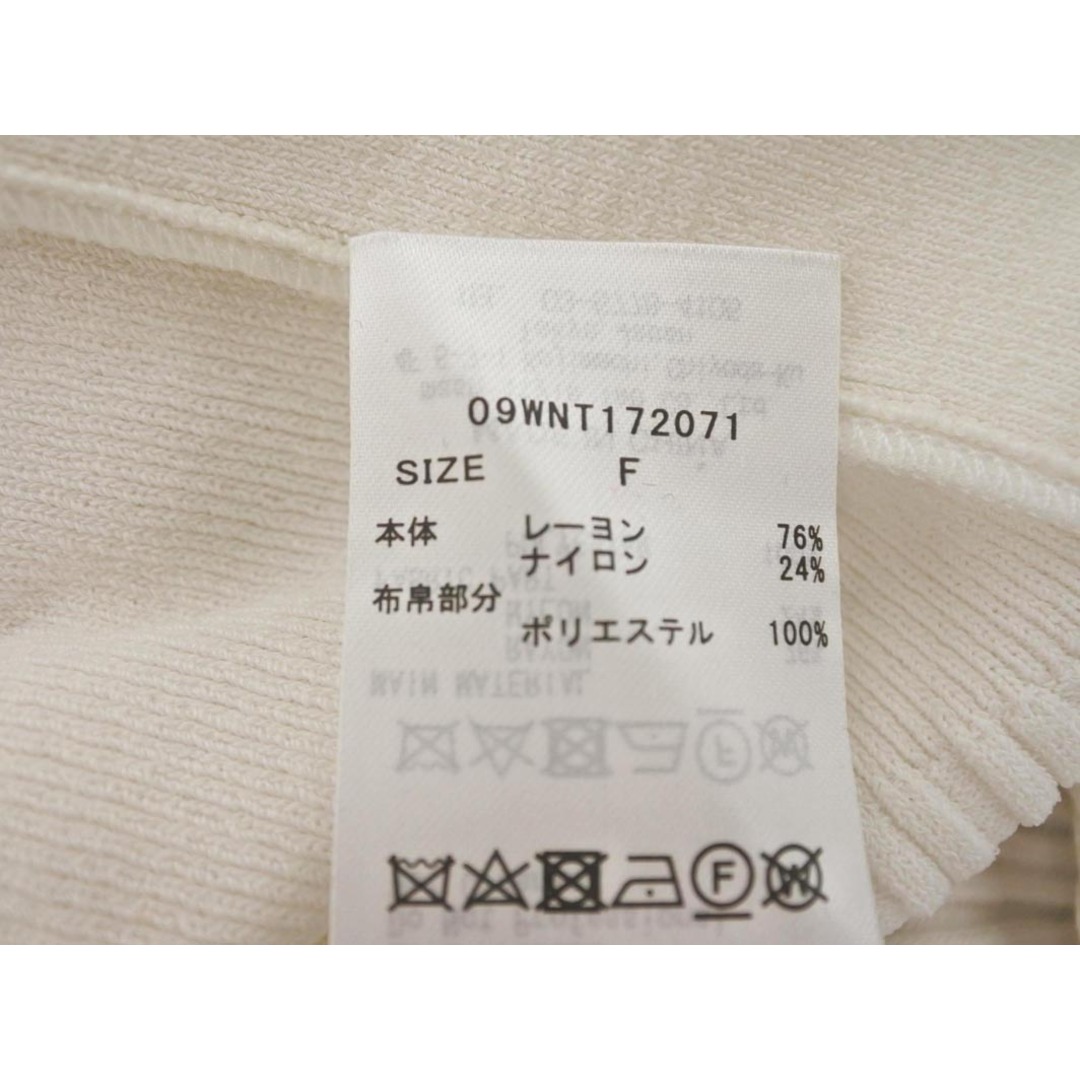 09WNT172071
SIZE F
本体 レーヨン 76%
ナイロン 24%
布帛部分
ポリエステル 100%
F
W